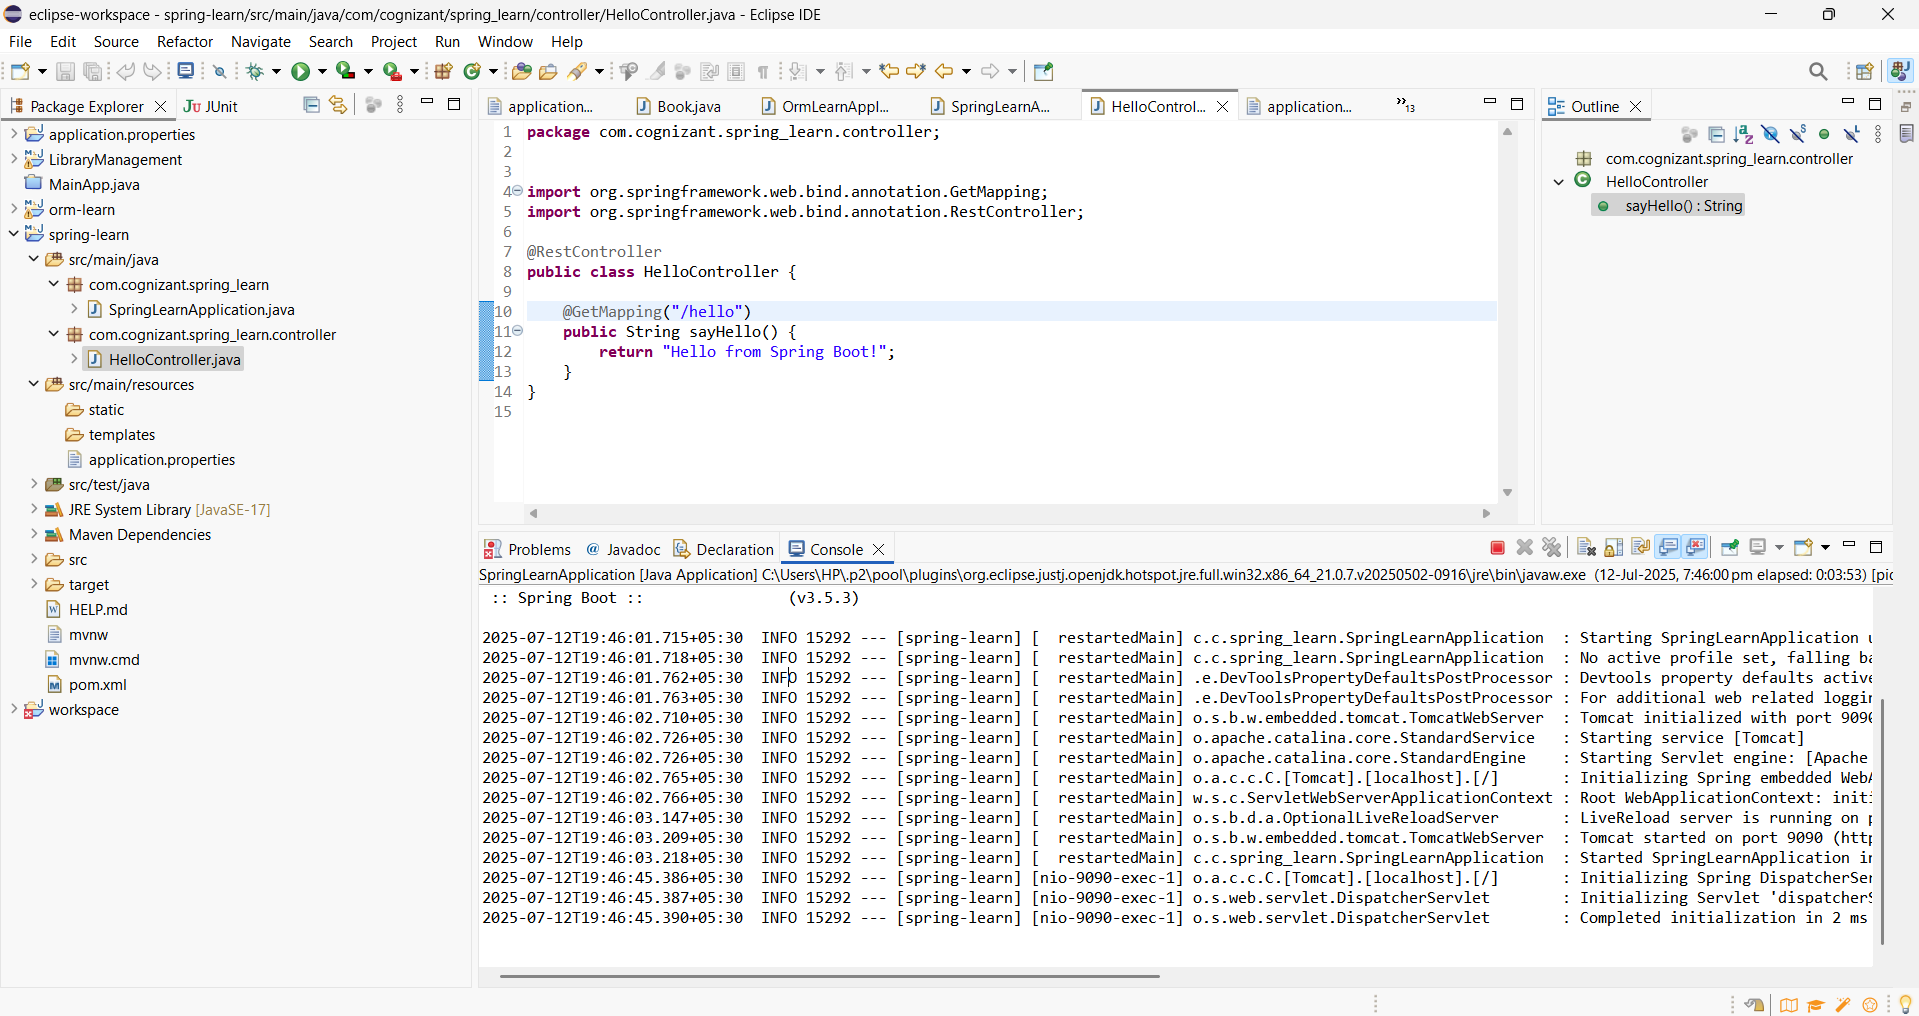 eclipse-workspace - spring-learn/src/main/java/com/cognizant/spring_learn/controller/HelloController.java - Eclipse IDE
File Edit Source Refactor Navigate Search Project Run Window Help
Package Explorer
JUnit
application.properties
LibraryManagement
MainApp.java
orm-learn
spring-learn
src/main/java
com.cognizant.spring_learn
SpringLearnApplication.java
com.cognizant.spring_learn.controller
HelloController.java
src/main/resources
static
templates
application.properties
src/test/java
JRE System Library [JavaSE-17]
Maven Dependencies
src
target
HELP.md
mvnw
mvnw.cmd
pom.xml
workspace
application... Book.java OrmLearnAppl... SpringLearnA... HelloControl... application... »13
1 package com.cognizant.spring_learn.controller;
2
3
4 import org.springframework.web.bind.annotation.GetMapping;
5 import org.springframework.web.bind.annotation.RestController;
6
7 @RestController
8 public class HelloController {
9
10 @GetMapping("/hello")
11 public String sayHello() {
12 return "Hello from Spring Boot!";
13 }
14 }
15
Outline
com.cognizant.spring_learn.controller
HelloController
sayHello() : String
Problems @ Javadoc Declaration Console
SpringLearnApplication [Java Application] C:\Users\HP\.p2\pool\plugins\org.eclipse.justj.openjdk.hotspot.jre.full.win32.x86_64_21.0.7.v20250502-0916\jre\bin\javaw.exe (12-Jul-2025, 7:46:00 pm elapsed: 0:03:53) [pid
:: Spring Boot :: (v3.5.3)
2025-07-12T19:46:01.715+05:30 INFO 15292 --- [spring-learn] [ restartedMain] c.c.spring_learn.SpringLearnApplication : Starting SpringLearnApplication
2025-07-12T19:46:01.718+05:30 INFO 15292 --- [spring-learn] [ restartedMain] c.c.spring_learn.SpringLearnApplication : No active profile set, falling ba
2025-07-12T19:46:01.762+05:30 INFO 15292 --- [spring-learn] [ restartedMain] .e.DevToolsPropertyDefaultsPostProcessor : Devtools property defaults active
2025-07-12T19:46:01.763+05:30 INFO 15292 --- [spring-learn] [ restartedMain] .e.DevToolsPropertyDefaultsPostProcessor : For additional web related loggin
2025-07-12T19:46:02.710+05:30 INFO 15292 --- [spring-learn] [ restartedMain] o.s.b.w.embedded.tomcat.TomcatWebServer : Tomcat initialized with port 9090
2025-07-12T19:46:02.726+05:30 INFO 15292 --- [spring-learn] [ restartedMain] o.apache.catalina.core.StandardService : Starting service [Tomcat]
2025-07-12T19:46:02.726+05:30 INFO 15292 --- [spring-learn] [ restartedMain] o.apache.catalina.core.StandardEngine : Starting Servlet engine: [Apache
2025-07-12T19:46:02.765+05:30 INFO 15292 --- [spring-learn] [ restartedMain] o.a.c.c.C.[Tomcat].[localhost].[/] : Initializing Spring embedded WebA
2025-07-12T19:46:02.766+05:30 INFO 15292 --- [spring-learn] [ restartedMain] w.s.c.ServletWebServerApplicationContext : Root WebApplicationContext: initi
2025-07-12T19:46:03.147+05:30 INFO 15292 --- [spring-learn] [ restartedMain] o.s.b.d.a.OptionalLiveReloadServer : LiveReload server is running on p
2025-07-12T19:46:03.209+05:30 INFO 15292 --- [spring-learn] [ restartedMain] o.s.b.w.embedded.tomcat.TomcatWebServer : Tomcat started on port 9090 (http
2025-07-12T19:46:03.218+05:30 INFO 15292 --- [spring-learn] [ restartedMain] c.c.spring_learn.SpringLearnApplication : Started SpringLearnApplication in
2025-07-12T19:46:45.386+05:30 INFO 15292 --- [spring-learn] [nio-9090-exec-1] o.a.c.c.C.[Tomcat].[localhost].[/] : Initializing Spring DispatcherSer
2025-07-12T19:46:45.387+05:30 INFO 15292 --- [spring-learn] [nio-9090-exec-1] o.s.web.servlet.DispatcherServlet : Initializing Servlet 'dispatcherS
2025-07-12T19:46:45.390+05:30 INFO 15292 --- [spring-learn] [nio-9090-exec-1] o.s.web.servlet.DispatcherServlet : Completed initialization in 2 ms